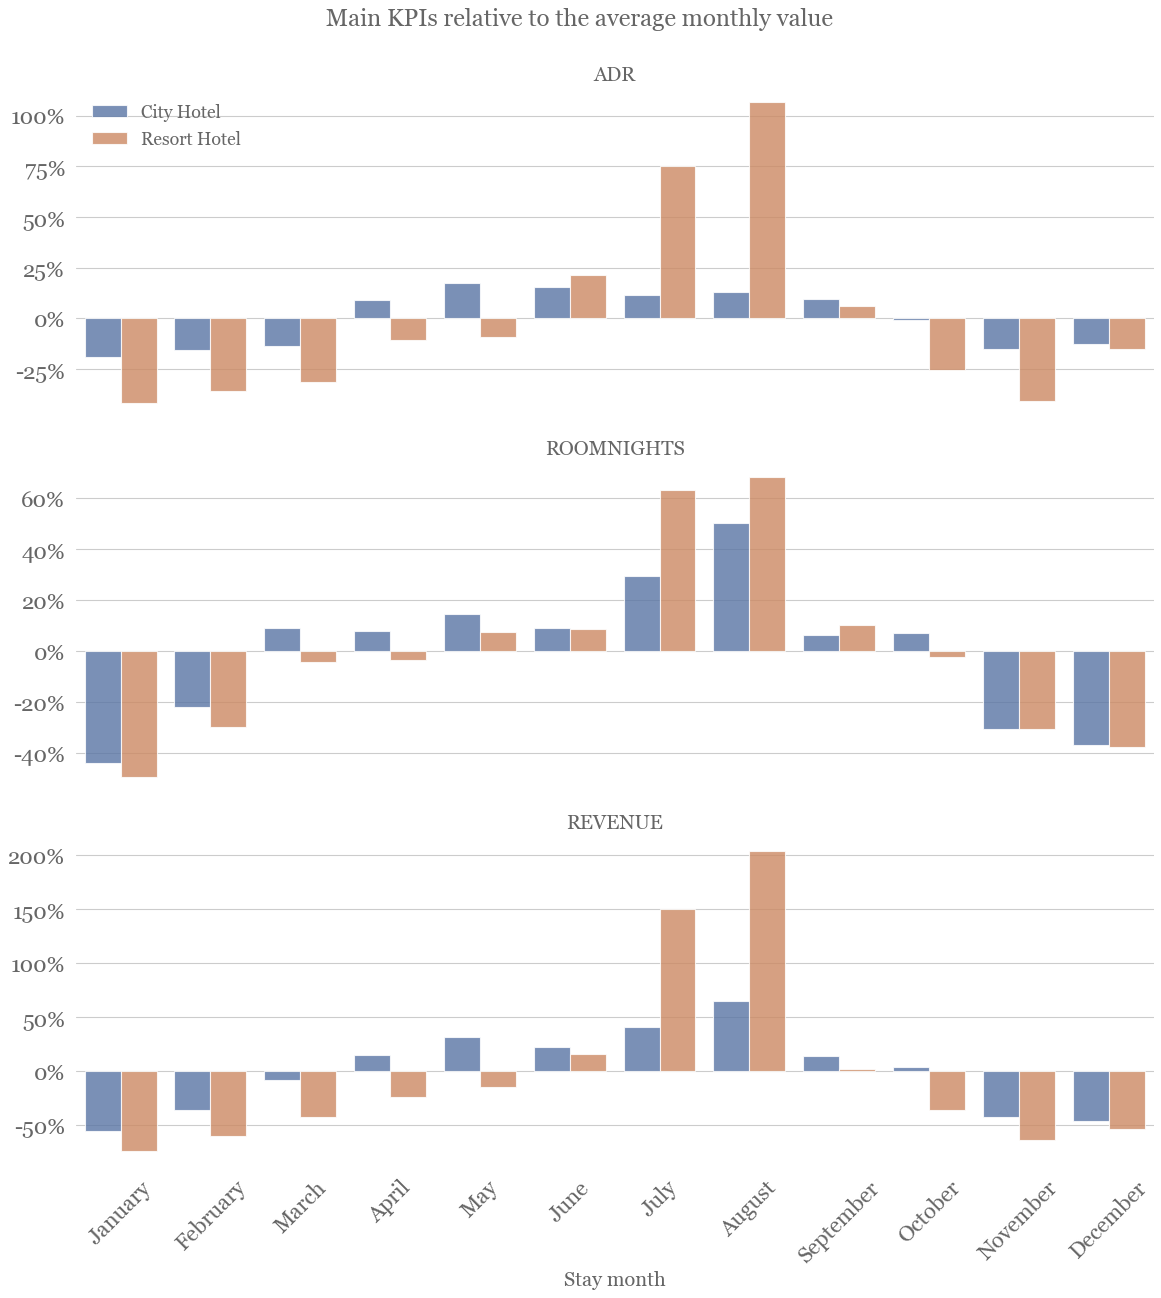 Main KPIs relative to the average monthly value
ADR
City Hotel
Resort Hotel
100%
75%
50%
25%
0%
-25%
ROOMNIGHTS
60%
40%
20%
0%
-20%
-40%
REVENUE
200%
150%
100%
50%
0%
-50%
January February March April May June July August September October November December
Stay month